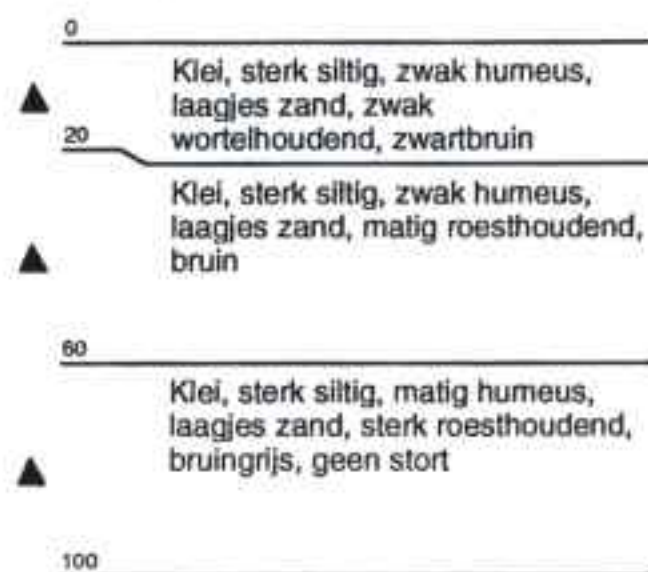 0
Klei, sterk siltig, zwak humeus,
laagjes zand, zwak
wortelhoudend, zwartbruin
20
Klei, sterk siltig, zwak humeus,
laagjes zand, matig roesthoudend,
bruin
60
Klei, sterk siltig, matig humeus,
laagjes zand, sterk roesthoudend,
bruingrijs, geen stort
100